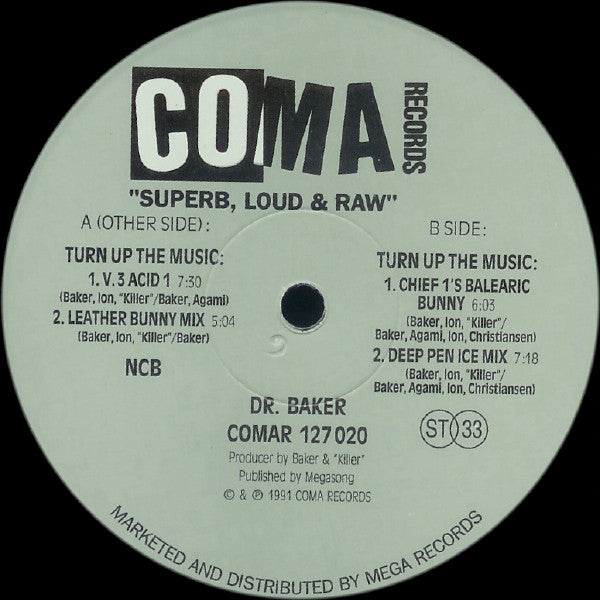 COMA
RECORDS
"SUPERB, LOUD & RAW"
A (OTHER SIDE):
TURN UP THE MUSIC:
1. V.3 ACID 1 7:30
(Baker, Ion, "Killer"/Baker, Agami)
2. LEATHER BUNNY MIX 5:04
(Baker, Ion, "Killer"/Baker)
NCB
B SIDE:
TURN UP THE MUSIC:
1. CHIEF 1'S BALEARIC
BUNNY 6:03
(Baker, Ion, "Killer"/
Baker, Agami, Ion, Christiansen)
2. DEEP PEN ICE MIX 7:18
(Baker, Ion, "Killer"/
Baker, Agami, Ion, Christiansen)
ST 33
DR. BAKER
COMAR 127020
Producer by Baker & "Killer"
Published by Megasong
© & ℗ 1991 COMA RECORDS
MARKETED AND DISTRIBUTED BY MEGA RECORDS